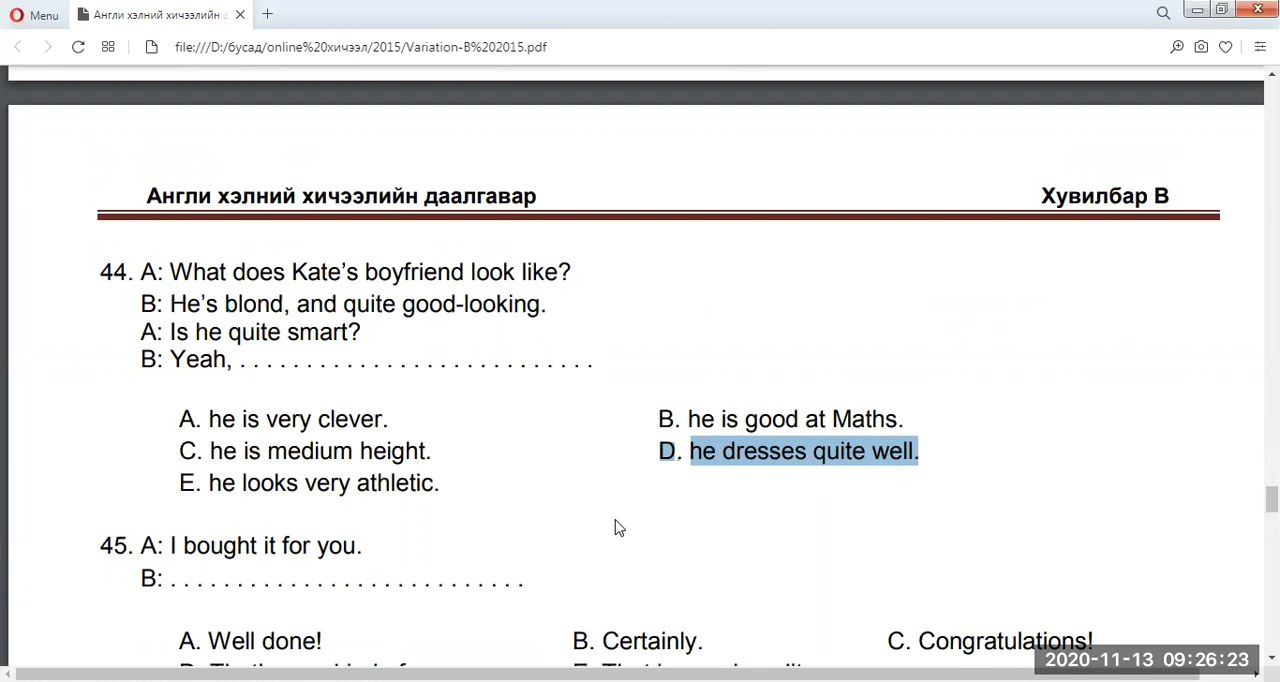 Menu
Англи хэлний хичээлийн
file:///D:/бусад/online%20хичээл/2015/Variation-B%202015.pdf
Англи хэлний хичээлийн даалгавар Хувилбар В
44. A: What does Kate's boyfriend look like?
B: He's blond, and quite good-looking.
A: Is he quite smart?
B: Yeah, . . . . . . . . . . . . . . . . . . . . . . . . . . .
A. he is very clever. B. he is good at Maths.
C. he is medium height. D. he dresses quite well.
E. he looks very athletic.
45. A: I bought it for you.
B: . . . . . . . . . . . . . . . . . . . . . . . . . . .
A. Well done! B. Certainly. C. Congratulations!
2020-11-13 09:26:23